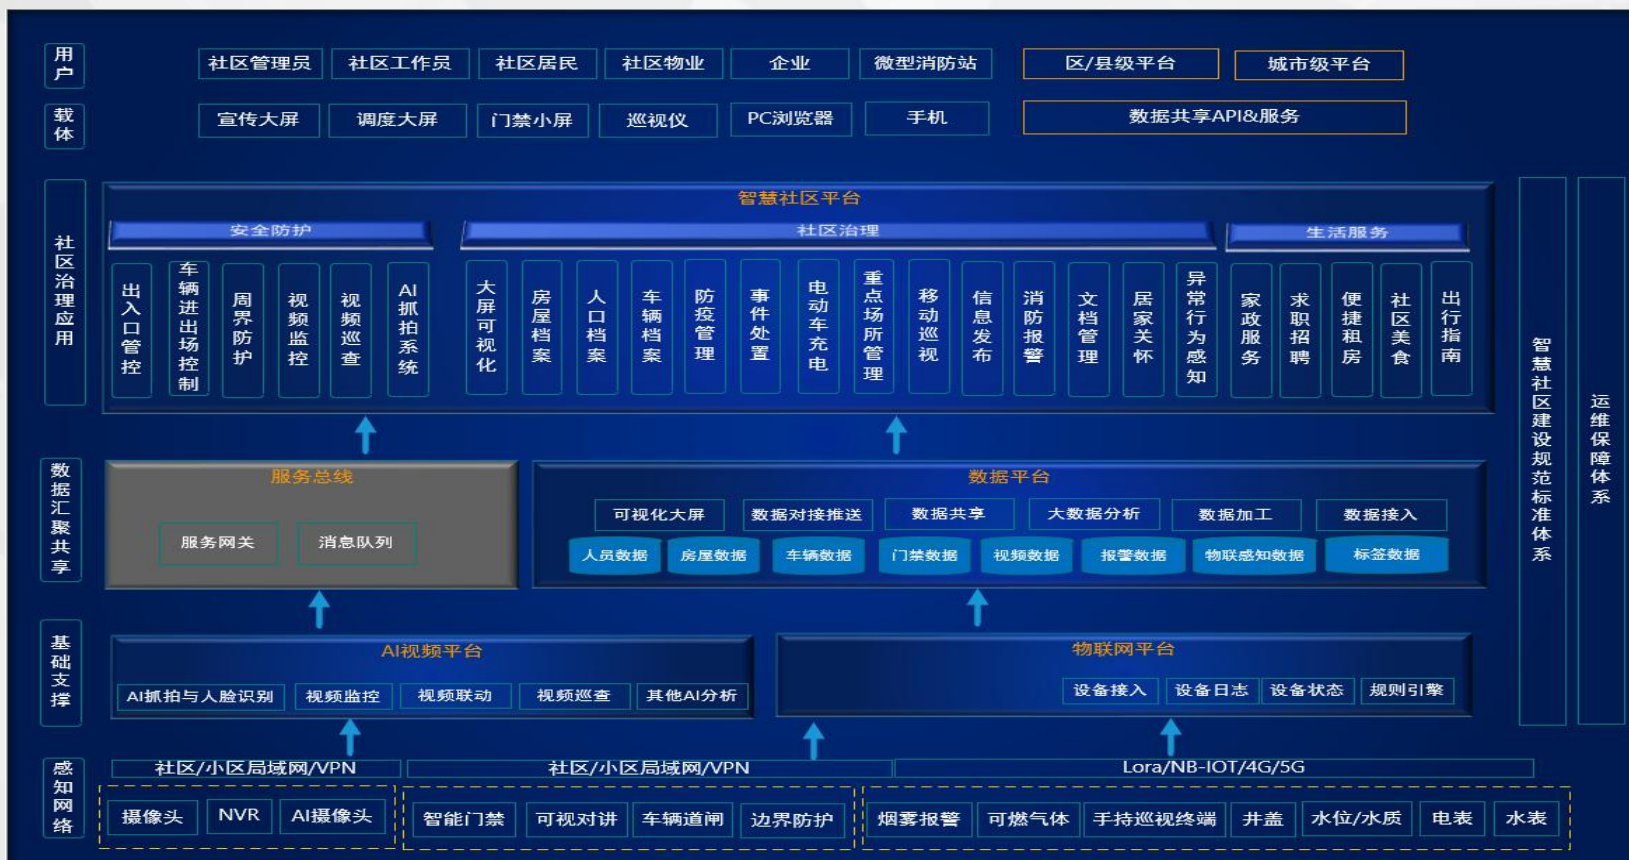 用户
社区管理员 社区工作员 社区居民 社区物业 企业 微型消防站 区/县级平台 城市级平台
载体
宣传大屏 调度大屏 门禁小屏 巡视仪 PC浏览器 手机 数据共享API&服务
社区治理应用
智慧社区平台
安全防护 社区治理 生活服务
出入口管控
车辆进出场控制
周界防护
视频监控
视频巡查
AI抓拍系统
大屏可视化
房屋档案
人口档案
车辆档案
防疫管理
事件处置
电动车充电
重点场所管理
移动巡视
信息发布
消防报警
文档管理
居家关怀
异常行为感知
家政服务
求职招聘
便捷租房
社区美食
出行指南
智慧社区建设规范标准体系
运维保障体系
数据汇聚共享
服务总线
服务网关 消息队列
数据平台
可视化大屏 数据对接推送 数据共享 大数据分析 数据加工 数据接入
人员数据 房屋数据 车辆数据 门禁数据 视频数据 报警数据 物联感知数据 标签数据
基础支撑
AI视频平台
AI抓拍与人脸识别 视频监控 视频联动 视频巡查 其他AI分析
物联网平台
设备接入 设备日志 设备状态 规则引擎
感知网络
社区/小区局域网/VPN 社区/小区局域网/VPN Lora/NB-IOT/4G/5G
摄像头 NVR AI摄像头 智能门禁 可视对讲 车辆道闸 边界防护 烟雾报警 可燃气体 手持巡视终端 井盖 水位/水质 电表 水表